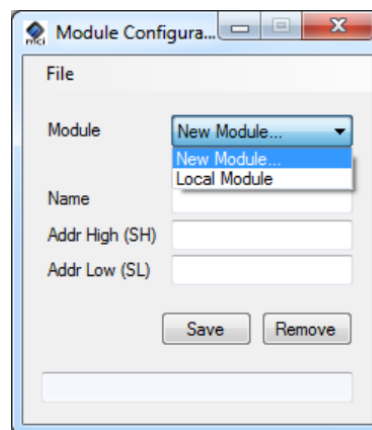 mci
Module Configura...
File
Module
New Module...
New Module...
Local Module
Name
Addr High (SH)
Addr Low (SL)
Save
Remove